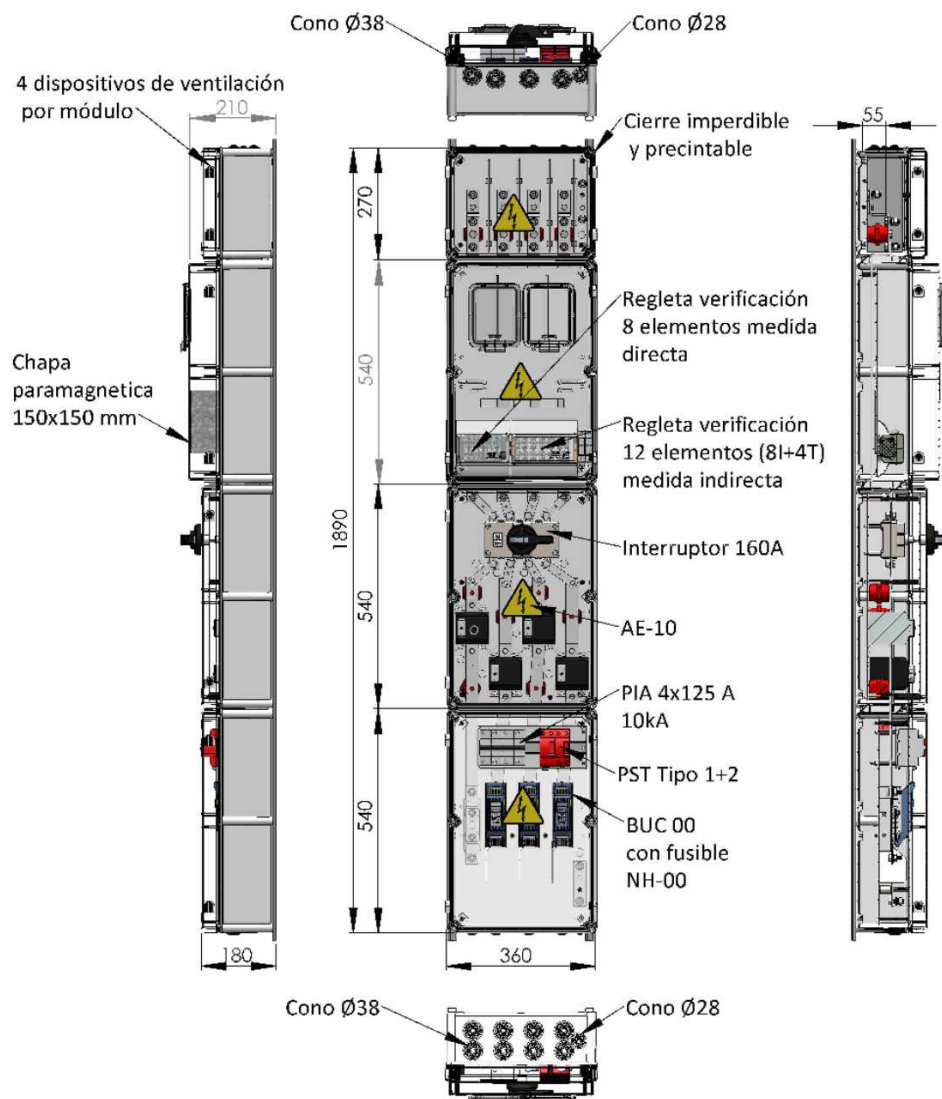 Cono Ø38
Cono Ø28
4 dispositivos de ventilación
por módulo
210
55
Cierre imperdible
y precintable
270
Regleta verificación
8 elementos medida
directa
540
Chapa
paramagnetica
150x150 mm
Regleta verificación
12 elementos (8I+4T)
medida indirecta
1890
540
Interruptor 160A
AE-10
PIA 4x125 A
10kA
PST Tipo 1+2
540
BUC 00
con fusible
NH-00
180
360
Cono Ø38
Cono Ø28